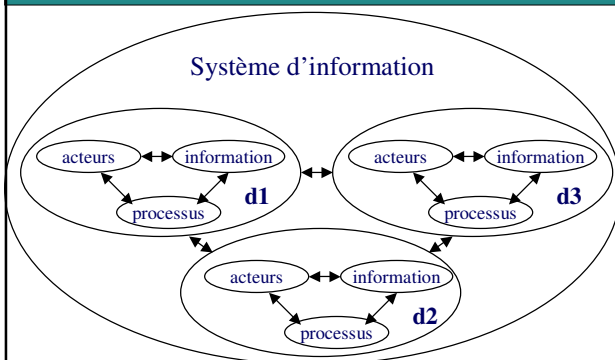 Système d'information
acteurs
information
processus
d1
acteurs
information
processus
d3
acteurs
information
processus
d2